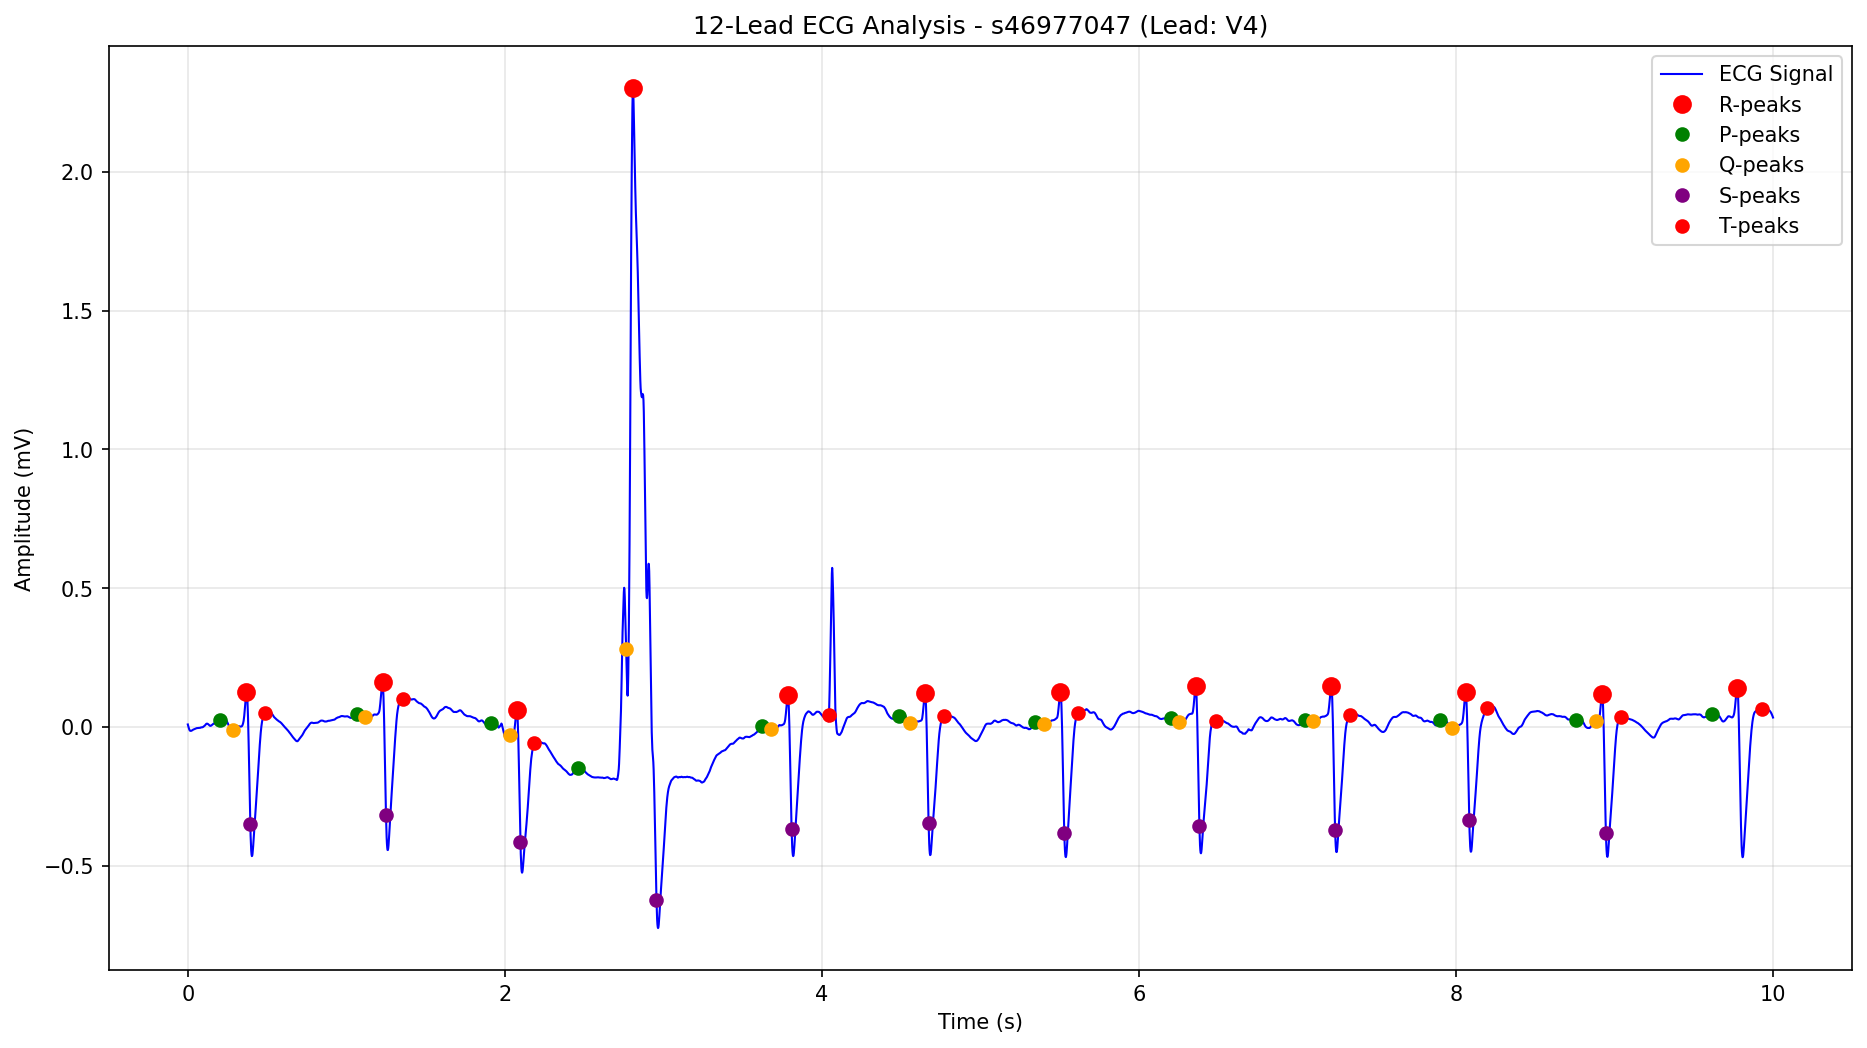 12-Lead ECG Analysis - s46977047 (Lead: V4)
ECG Signal
R-peaks
P-peaks
Q-peaks
S-peaks
T-peaks
Amplitude (mV)
2.0
1.5
1.0
0.5
0.0
−0.5
0 2 4 6 8 10
Time (s)